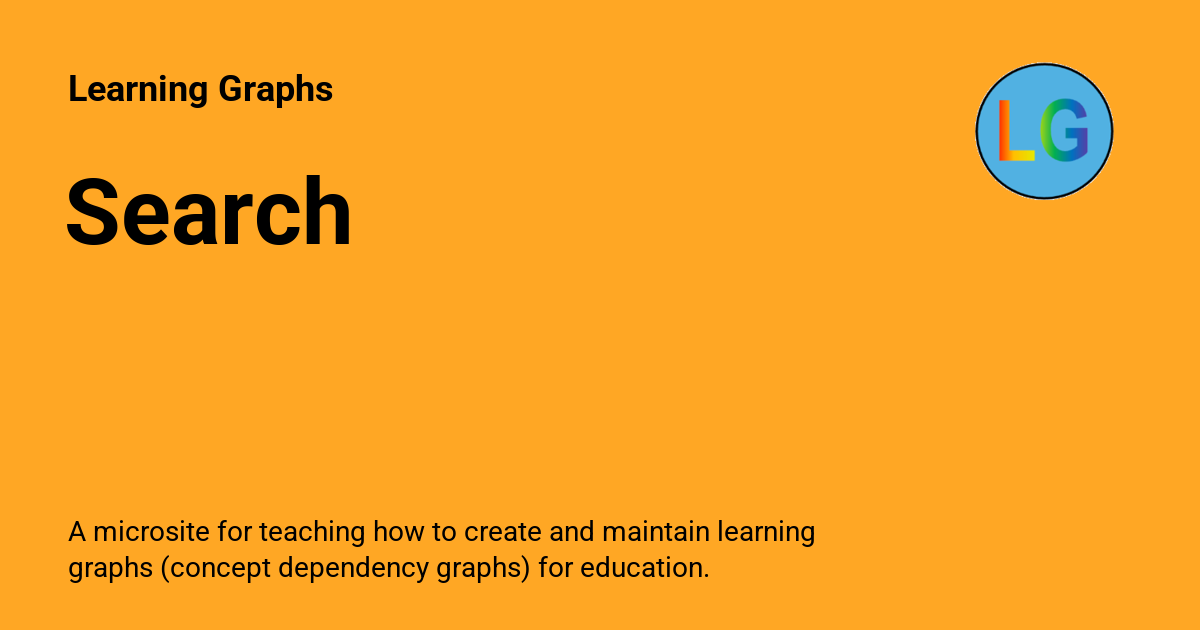 Learning Graphs
LG
Search
A microsite for teaching how to create and maintain learning
graphs (concept dependency graphs) for education.